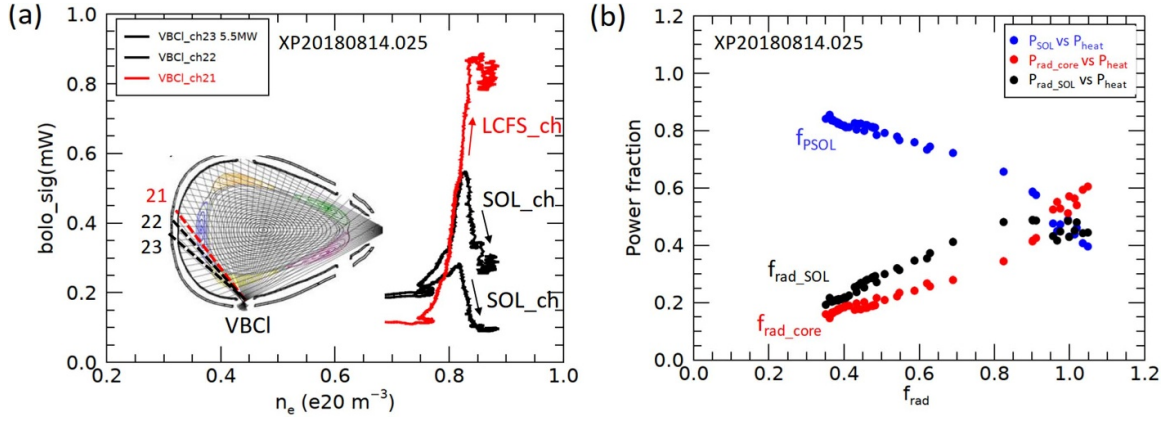 (a)
VBCl_ch23 5.5MW
VBCl_ch22
VBCl_ch21
XP20180814.025
LCFS_ch
SOL_ch
SOL_ch
21
22
23
VBCl
bolo_sig(mW)
1.0
0.8
0.6
0.4
0.2
0.0
0.2 0.4 0.6 0.8 1.0
nₑ (e20 m⁻³)
(b)
XP20180814.025
P_SOL vs P_heat
P_rad_core vs P_heat
P_rad_SOL vs P_heat
f_PSOL
f_rad_SOL
f_rad_core
Power fraction
1.2
1.0
0.8
0.6
0.4
0.2
0.0
0.0 0.2 0.4 0.6 0.8 1.0 1.2
f_rad